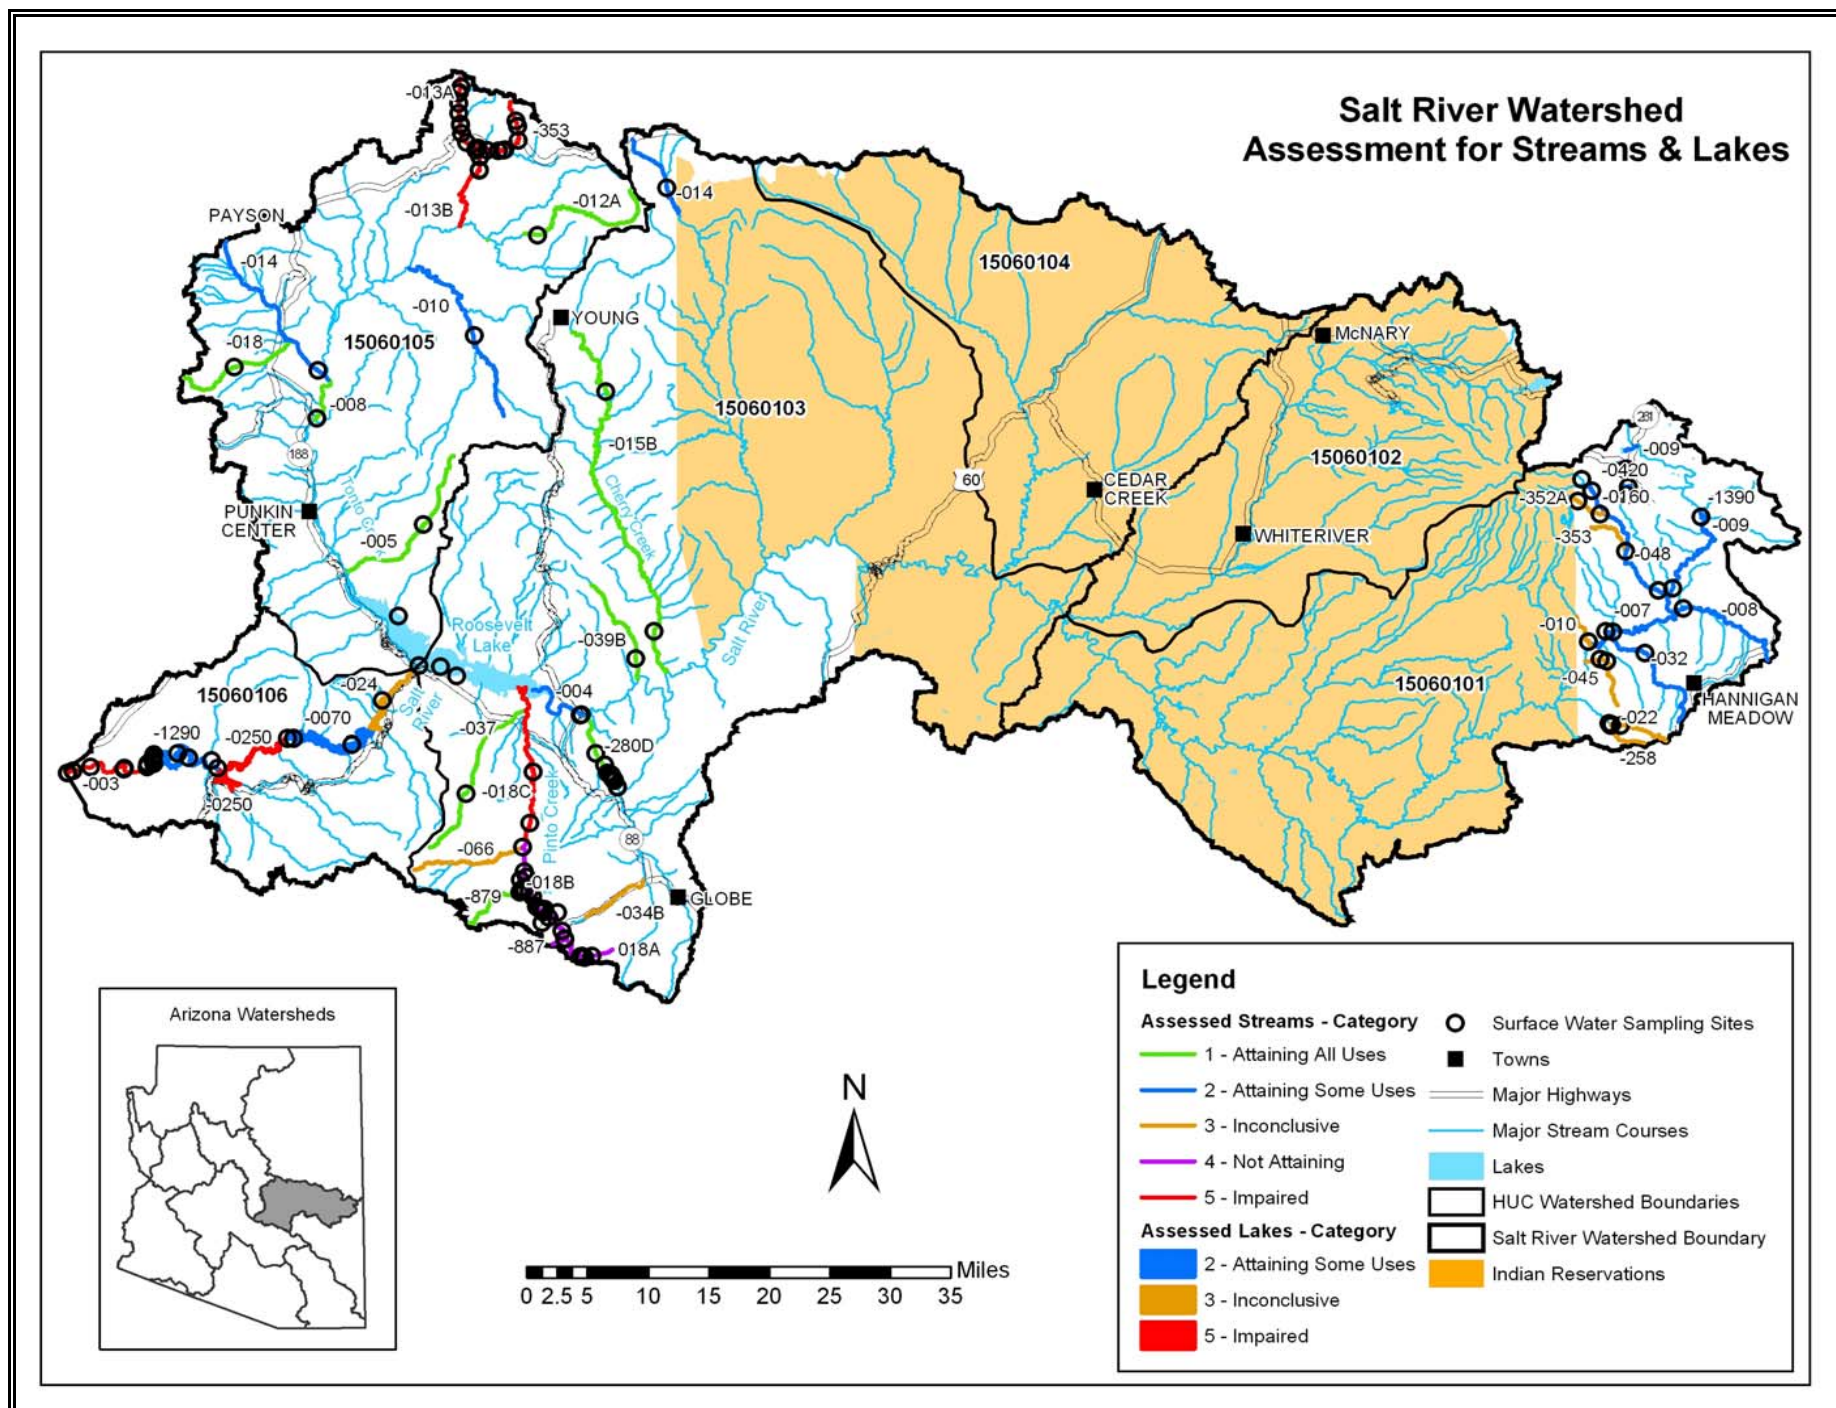 Salt River Watershed
Assessment for Streams & Lakes
-013A
-353
-014
-012A
-013B
PAYSON
-014
15060104
-010
YOUNG
15060105
McNARY
-018
-008
15060103
281
-009
-015B
188
15060102
-0420
60
CEDAR
CREEK
-352A
-0160
-1390
Cherry Creek
Tonto Creek
PUNKIN
CENTER
-009
-005
WHITERIVER
-353
-048
-007
-008
Roosevelt
Lake
-010
Salt River
-039B
-032
-045
15060106
-024
-004
15060101
HANNIGAN
MEADOW
Salt
River
-0070
-022
-1290
-0250
-037
-280D
-258
-003
-018C
-0250
Pinto Creek
88
-066
-018B
-879
GLOBE
-034B
-887
018A
Arizona Watersheds
N
Miles
0 2.5 5 10 15 20 25 30 35
Legend
Assessed Streams - Category
1 - Attaining All Uses
2 - Attaining Some Uses
3 - Inconclusive
4 - Not Attaining
5 - Impaired
Assessed Lakes - Category
2 - Attaining Some Uses
3 - Inconclusive
5 - Impaired
Surface Water Sampling Sites
Towns
Major Highways
Major Stream Courses
Lakes
HUC Watershed Boundaries
Salt River Watershed Boundary
Indian Reservations